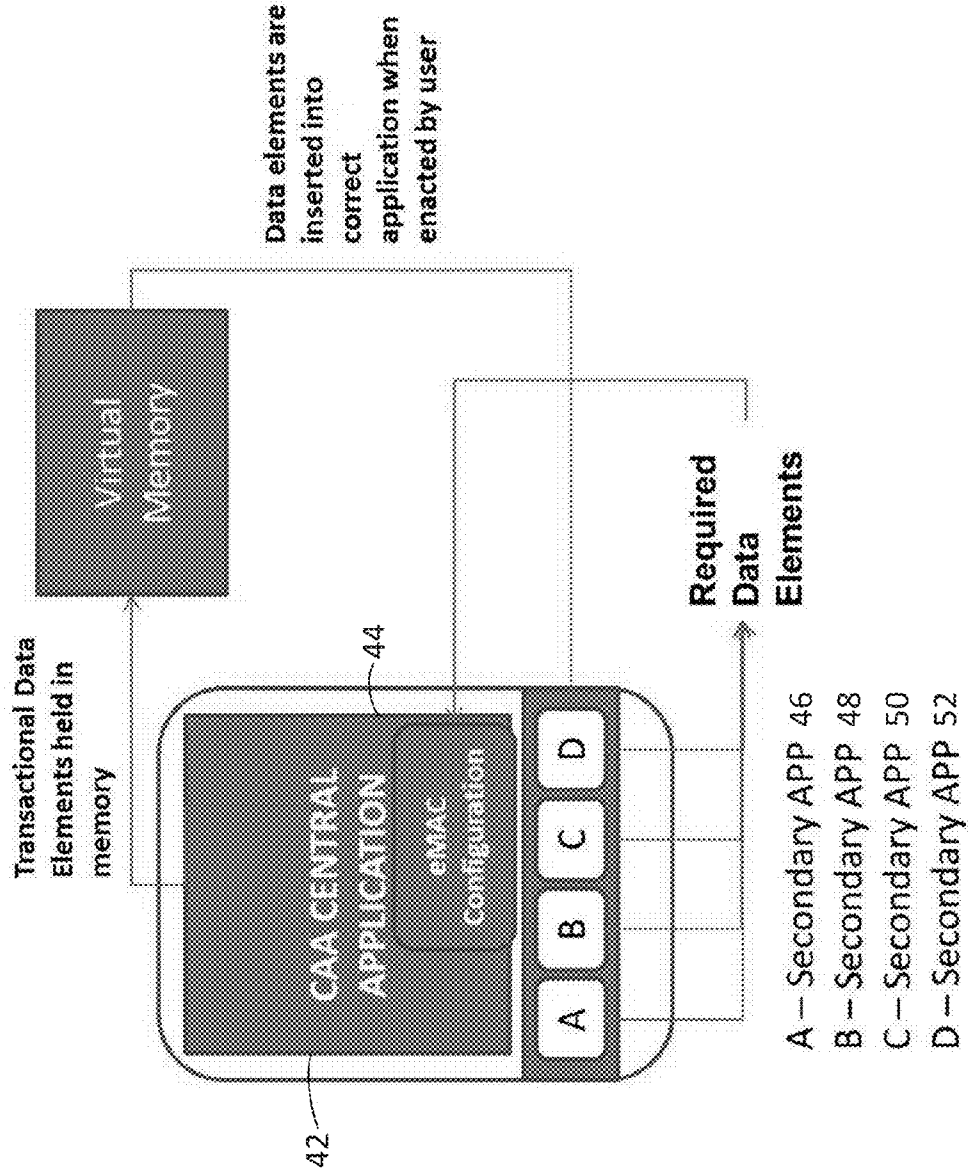 Transactional Data
Elements held in
memory
Virtual
Memory
Data elements are
inserted into
correct
application when
enacted by user
42
44
CAA CENTRAL
APPLICATION
eMAC
Configuration
A
B
C
D
Required
Data
Elements
A – Secondary APP 46
B – Secondary APP 48
C – Secondary APP 50
D – Secondary APP 52